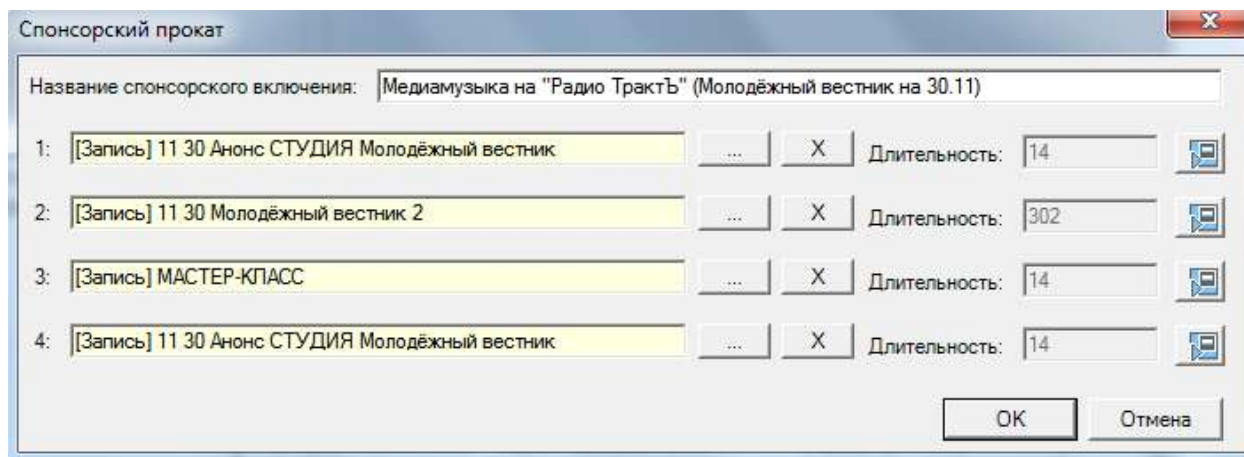 Спонсорский прокат
Название спонсорского включения: Медиамузыка на "Радио ТрактЪ" (Молодёжный вестник на 30.11)
1: [Запись] 11 30 Анонс СТУДИЯ Молодёжный вестник ... X Длительность: 14
2: [Запись] 11 30 Молодёжный вестник 2 ... X Длительность: 302
3: [Запись] МАСТЕР-КЛАСС ... X Длительность: 14
4: [Запись] 11 30 Анонс СТУДИЯ Молодёжный вестник ... X Длительность: 14
OK Отмена